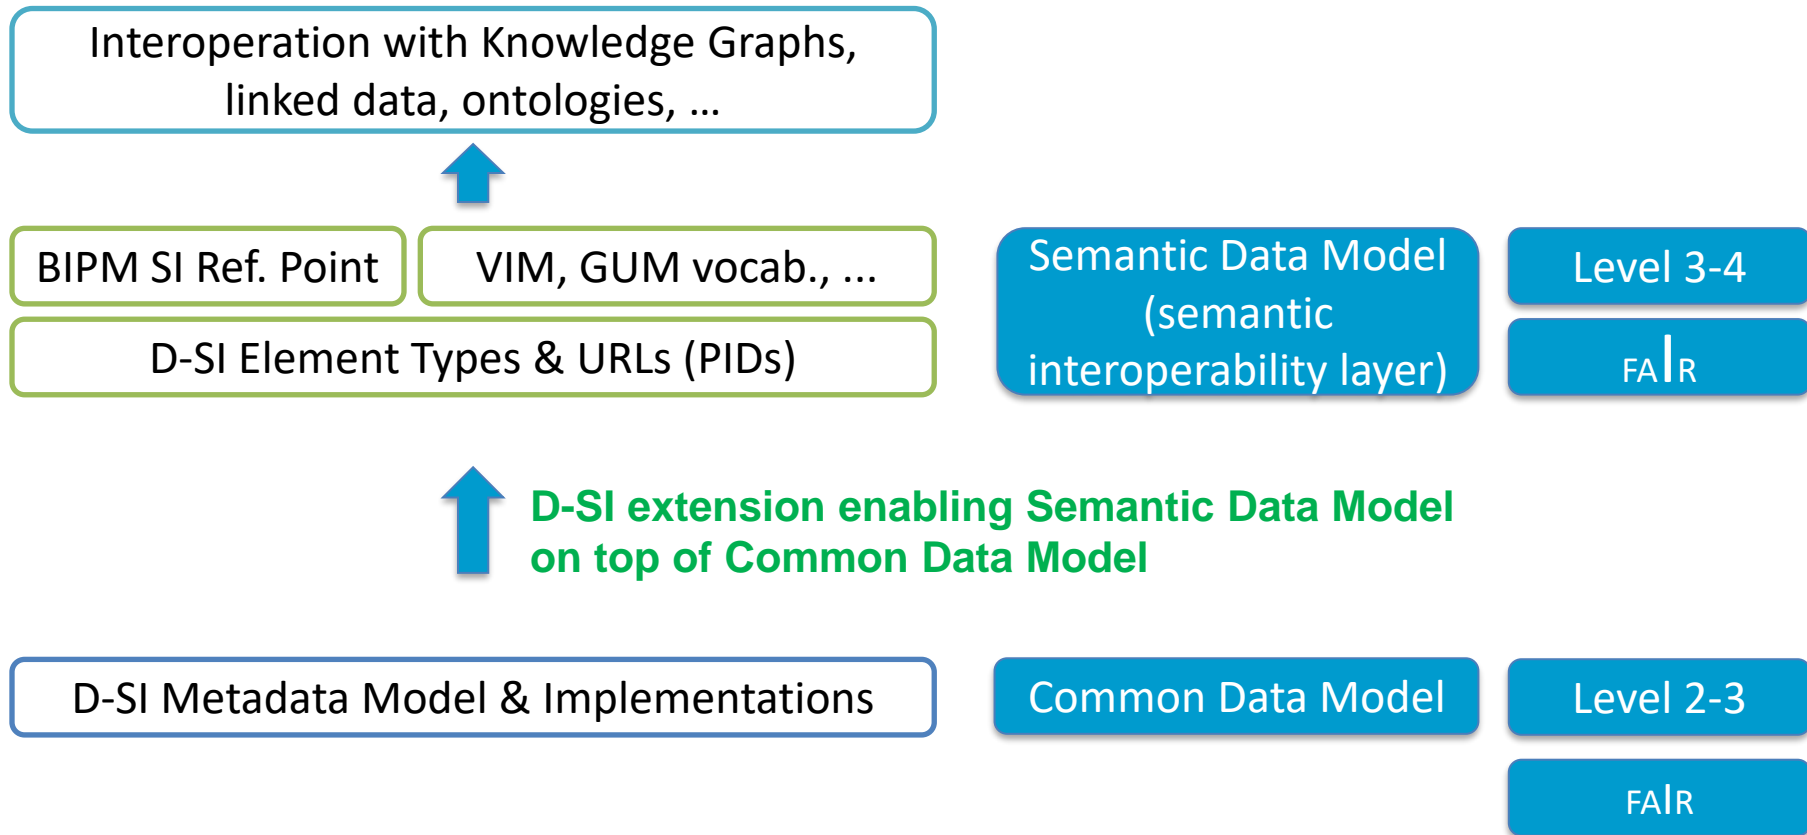 Interoperation with Knowledge Graphs,
linked data, ontologies, ...
BIPM SI Ref. Point
VIM, GUM vocab., ...
D-SI Element Types & URLs (PIDs)
Semantic Data Model
(semantic
interoperability layer)
Level 3-4
FAIR
D-SI extension enabling Semantic Data Model
on top of Common Data Model
D-SI Metadata Model & Implementations
Common Data Model
Level 2-3
FAIR